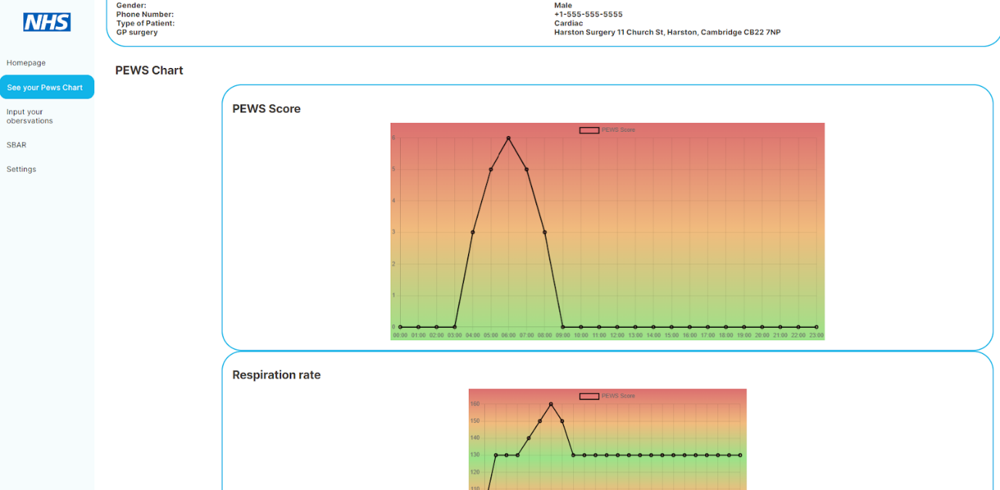 NHS
Homepage
See your Pews Chart
Input your
obersvations
SBAR
Settings
Gender: Male
Phone Number: +1-555-555-5555
Type of Patient: Cardiac
GP surgery Harston Surgery 11 Church St, Harston, Cambridge CB22 7NP
PEWS Chart
PEWS Score
PEWS Score
6
5
4
3
2
1
0
00:00 01:00 02:00 03:00 04:00 05:00 06:00 07:00 08:00 09:00 10:00 11:00 12:00 13:00 14:00 15:00 16:00 17:00 18:00 19:00 20:00 21:00 22:00 23:00
Respiration rate
PEWS Score
160
150
140
130
120
110